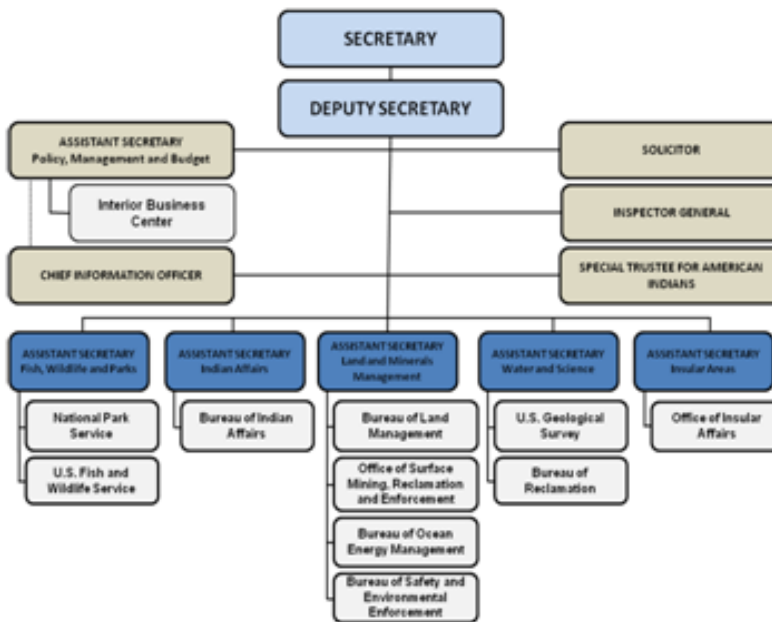 SECRETARY
DEPUTY SECRETARY
ASSISTANT SECRETARY
Policy, Management and Budget
SOLICITOR
Interior Business
Center
INSPECTOR GENERAL
CHIEF INFORMATION OFFICER
SPECIAL TRUSTEE FOR AMERICAN
INDIANS
ASSISTANT SECRETARY
Fish, Wildlife and Parks
ASSISTANT SECRETARY
Indian Affairs
ASSISTANT SECRETARY
Land and Minerals
Management
ASSISTANT SECRETARY
Water and Science
ASSISTANT SECRETARY
Insular Areas
National Park
Service
U.S. Fish and
Wildlife Service
Bureau of Indian
Affairs
Bureau of Land
Management
Office of Surface
Mining, Reclamation
and Enforcement
Bureau of Ocean
Energy Management
Bureau of Safety and
Environmental
Enforcement
U.S. Geological
Survey
Bureau of
Reclamation
Office of Insular
Affairs